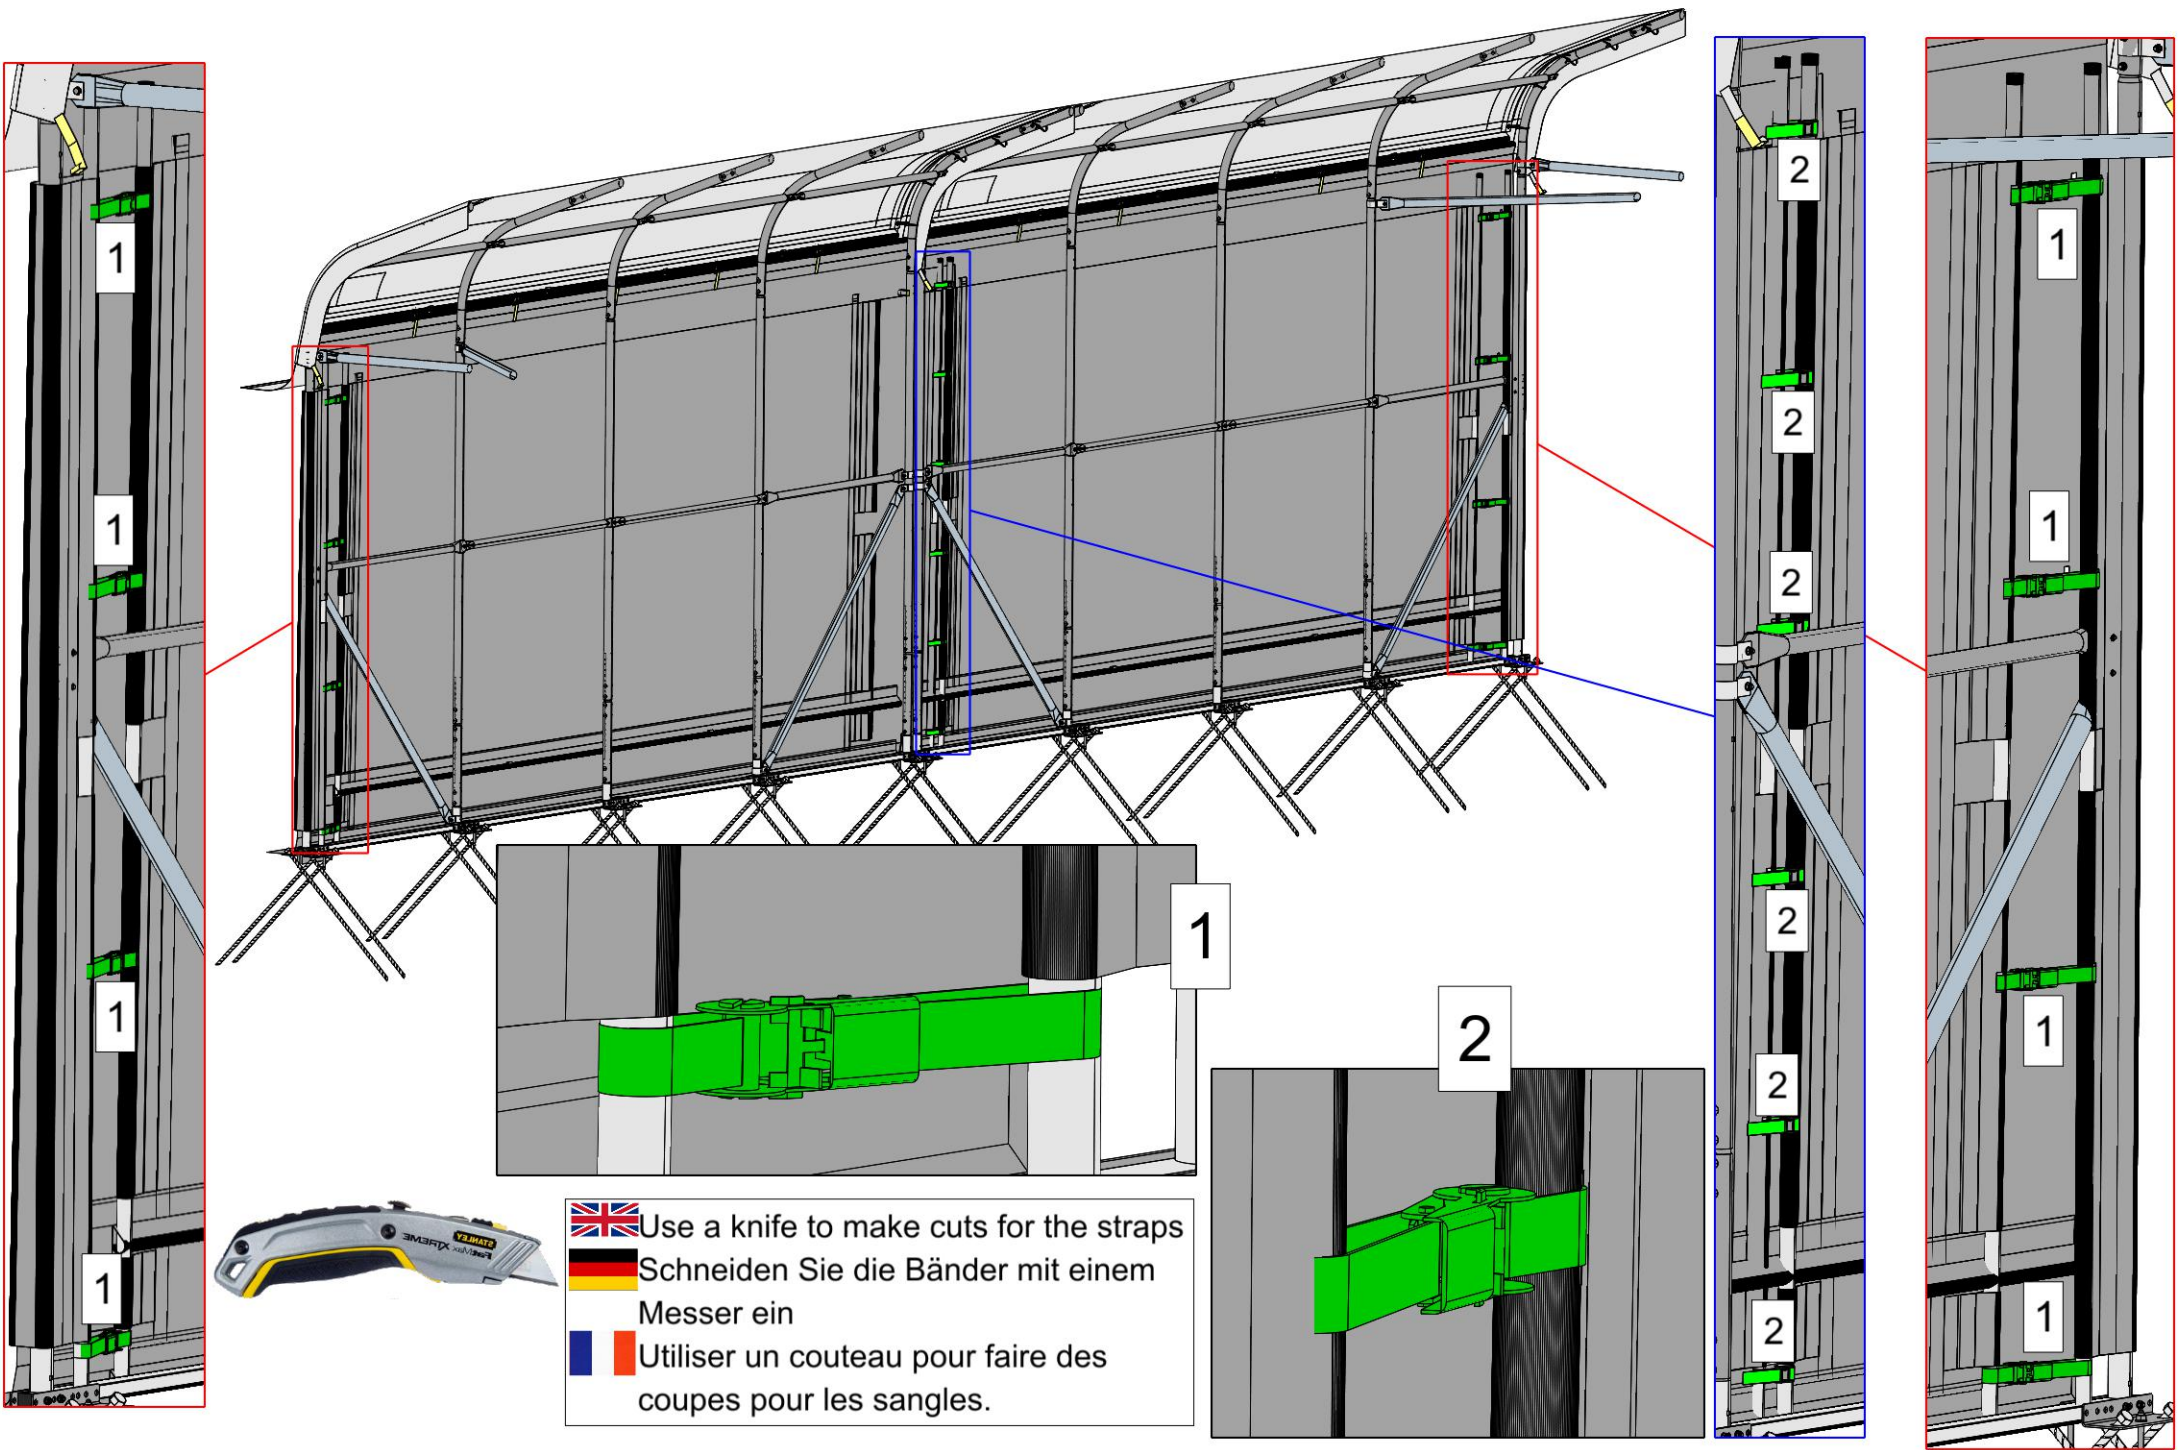 1
1
1
1
1
2
2
2
2
2
2
2
1
1
1
1
STANLEY
FatMax XTREME
Use a knife to make cuts for the straps
Schneiden Sie die Bänder mit einem
Messer ein
Utiliser un couteau pour faire des
coupes pour les sangles.